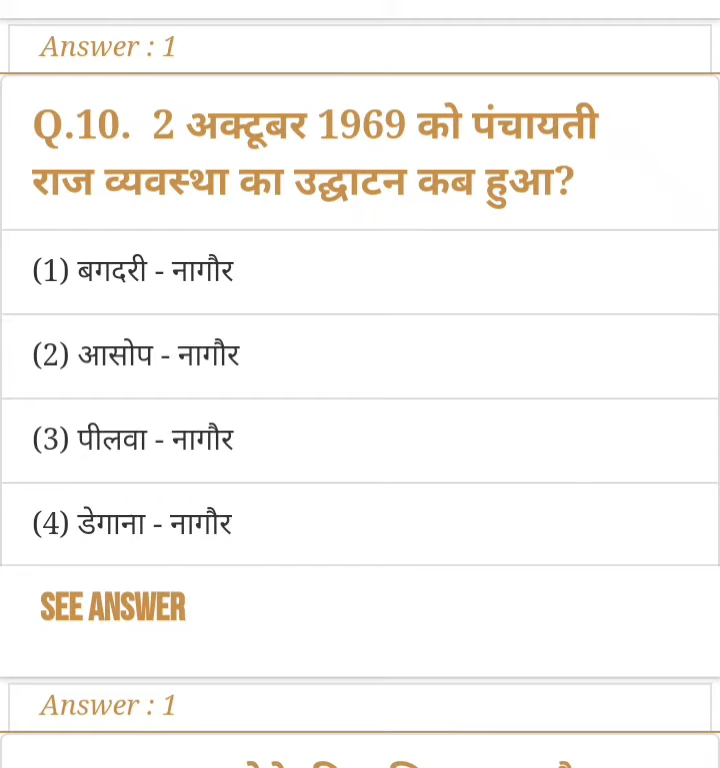 Answer : 1
Q.10. 2 अक्टूबर 1969 को पंचायती
राज व्यवस्था का उद्घाटन कब हुआ?
(1) बगदरी - नागौर
(2) आसोप - नागौर
(3) पीलवा - नागौर
(4) डेगाना - नागौर
SEE ANSWER
Answer : 1